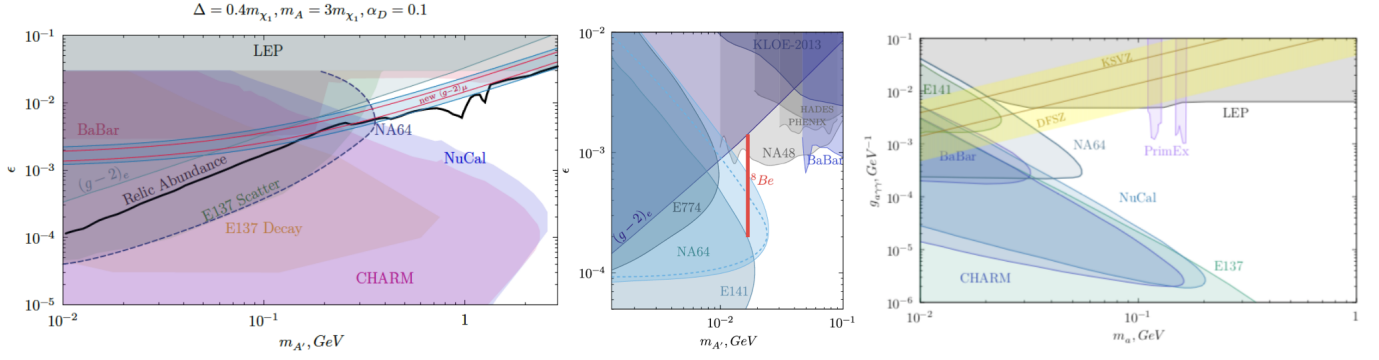 Δ = 0.4m_{χ_1}, m_A = 3m_{χ_1}, α_D = 0.1
10^{-1}
10^{-2}
10^{-3}
10^{-4}
10^{-5}
ϵ
LEP
new (g-2)_μ
BaBar
NA64
NuCal
(g-2)_e
Relic Abundance
E137 Scatter
E137 Decay
CHARM
10^{-2}
10^{-1}
1
m_{A'}, GeV
10^{-2}
10^{-3}
10^{-4}
ϵ
KLOE-2013
HADES
PHENIX
NA48
BaBar
^8Be
E774
(g-2)_e
NA64
E141
10^{-2}
10^{-1}
m_{A'}, GeV
10^{-1}
10^{-2}
10^{-3}
10^{-4}
10^{-5}
10^{-6}
g_{aγγ}, GeV^{-1}
KSVZ
E141
LEP
DFSZ
NA64
PrimEx
BaBar
NuCal
E137
CHARM
10^{-2}
10^{-1}
1
m_a, GeV